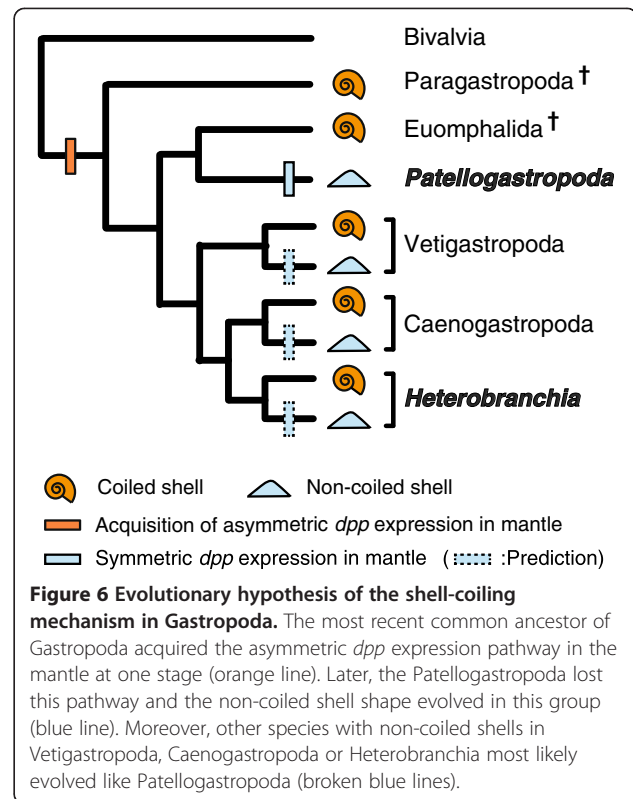 Bivalvia
Paragastropoda †
Euomphalida †
Patellogastropoda
Vetigastropoda
Caenogastropoda
Heterobranchia
Coiled shell Non-coiled shell
Acquisition of asymmetric dpp expression in mantle
Symmetric dpp expression in mantle ( :Prediction)
Figure 6 Evolutionary hypothesis of the shell-coiling
mechanism in Gastropoda. The most recent common ancestor of
Gastropoda acquired the asymmetric dpp expression pathway in the
mantle at one stage (orange line). Later, the Patellogastropoda lost
this pathway and the non-coiled shell shape evolved in this group
(blue line). Moreover, other species with non-coiled shells in
Vetigastropoda, Caenogastropoda or Heterobranchia most likely
evolved like Patellogastropoda (broken blue lines).